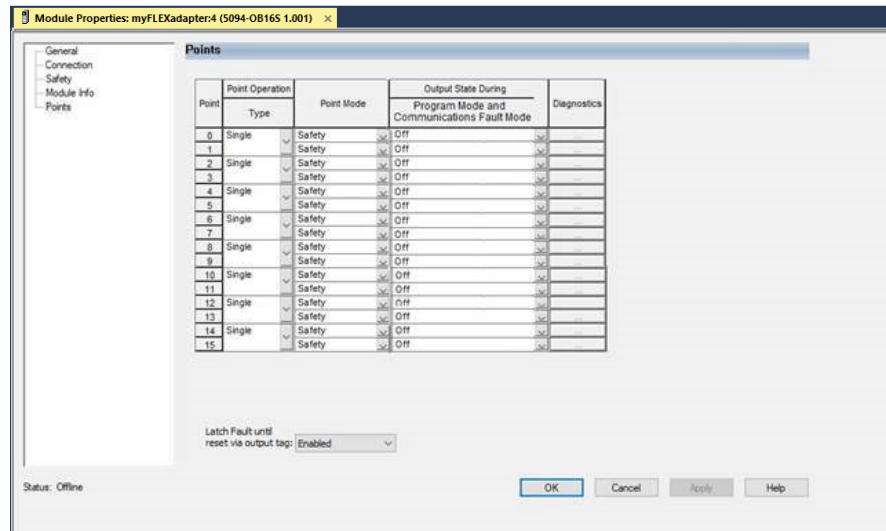 Module Properties: myFLEXadapter:4 (5094-OB16S 1.001) ×
General
Connection
Safety
Module Info
Points
Points
Point Operation
Output State During
Point
Type
Point Mode
Program Mode and
Communications Fault Mode
Diagnostics
0 Single Safety Off ...
1 Safety Off ...
2 Single Safety Off ...
3 Safety Off ...
4 Single Safety Off ...
5 Safety Off ...
6 Single Safety Off ...
7 Safety Off ...
8 Single Safety Off ...
9 Safety Off ...
10 Single Safety Off ...
11 Safety Off ...
12 Single Safety Off ...
13 Safety Off ...
14 Single Safety Off ...
15 Safety Off ...
Latch Fault until
reset via output tag: Enabled
Status: Offline
OK Cancel Apply Help